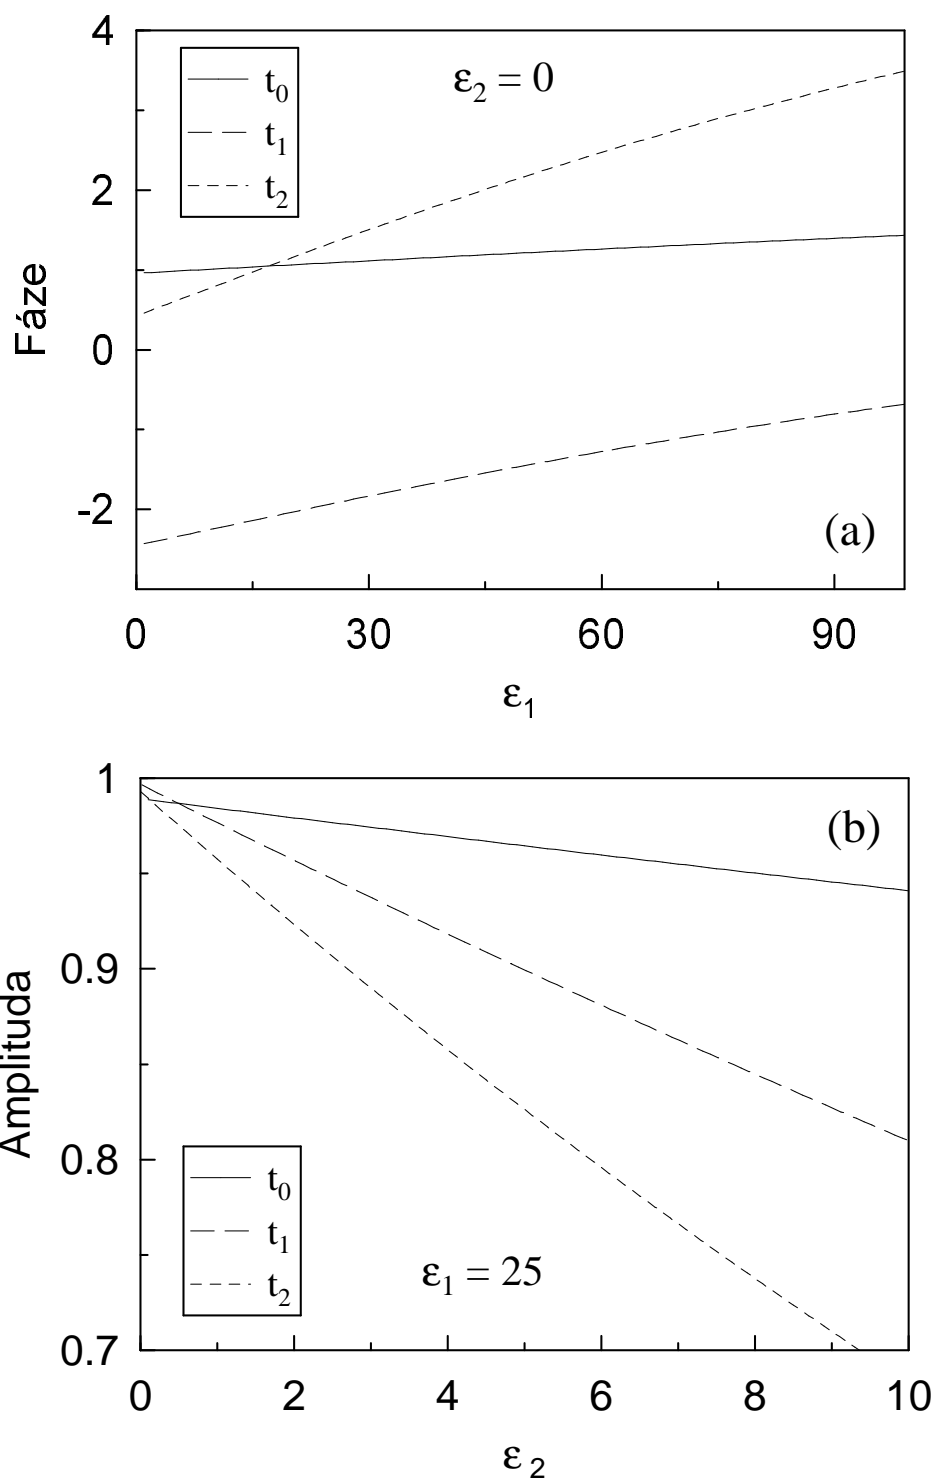 4
2
0
-2
Fáze
t0
t1
t2
ε2 = 0
(a)
0 30 60 90
ε1
1
0.9
0.8
0.7
Amplituda
(b)
t0
t1
t2
ε1 = 25
0 2 4 6 8 10
ε2